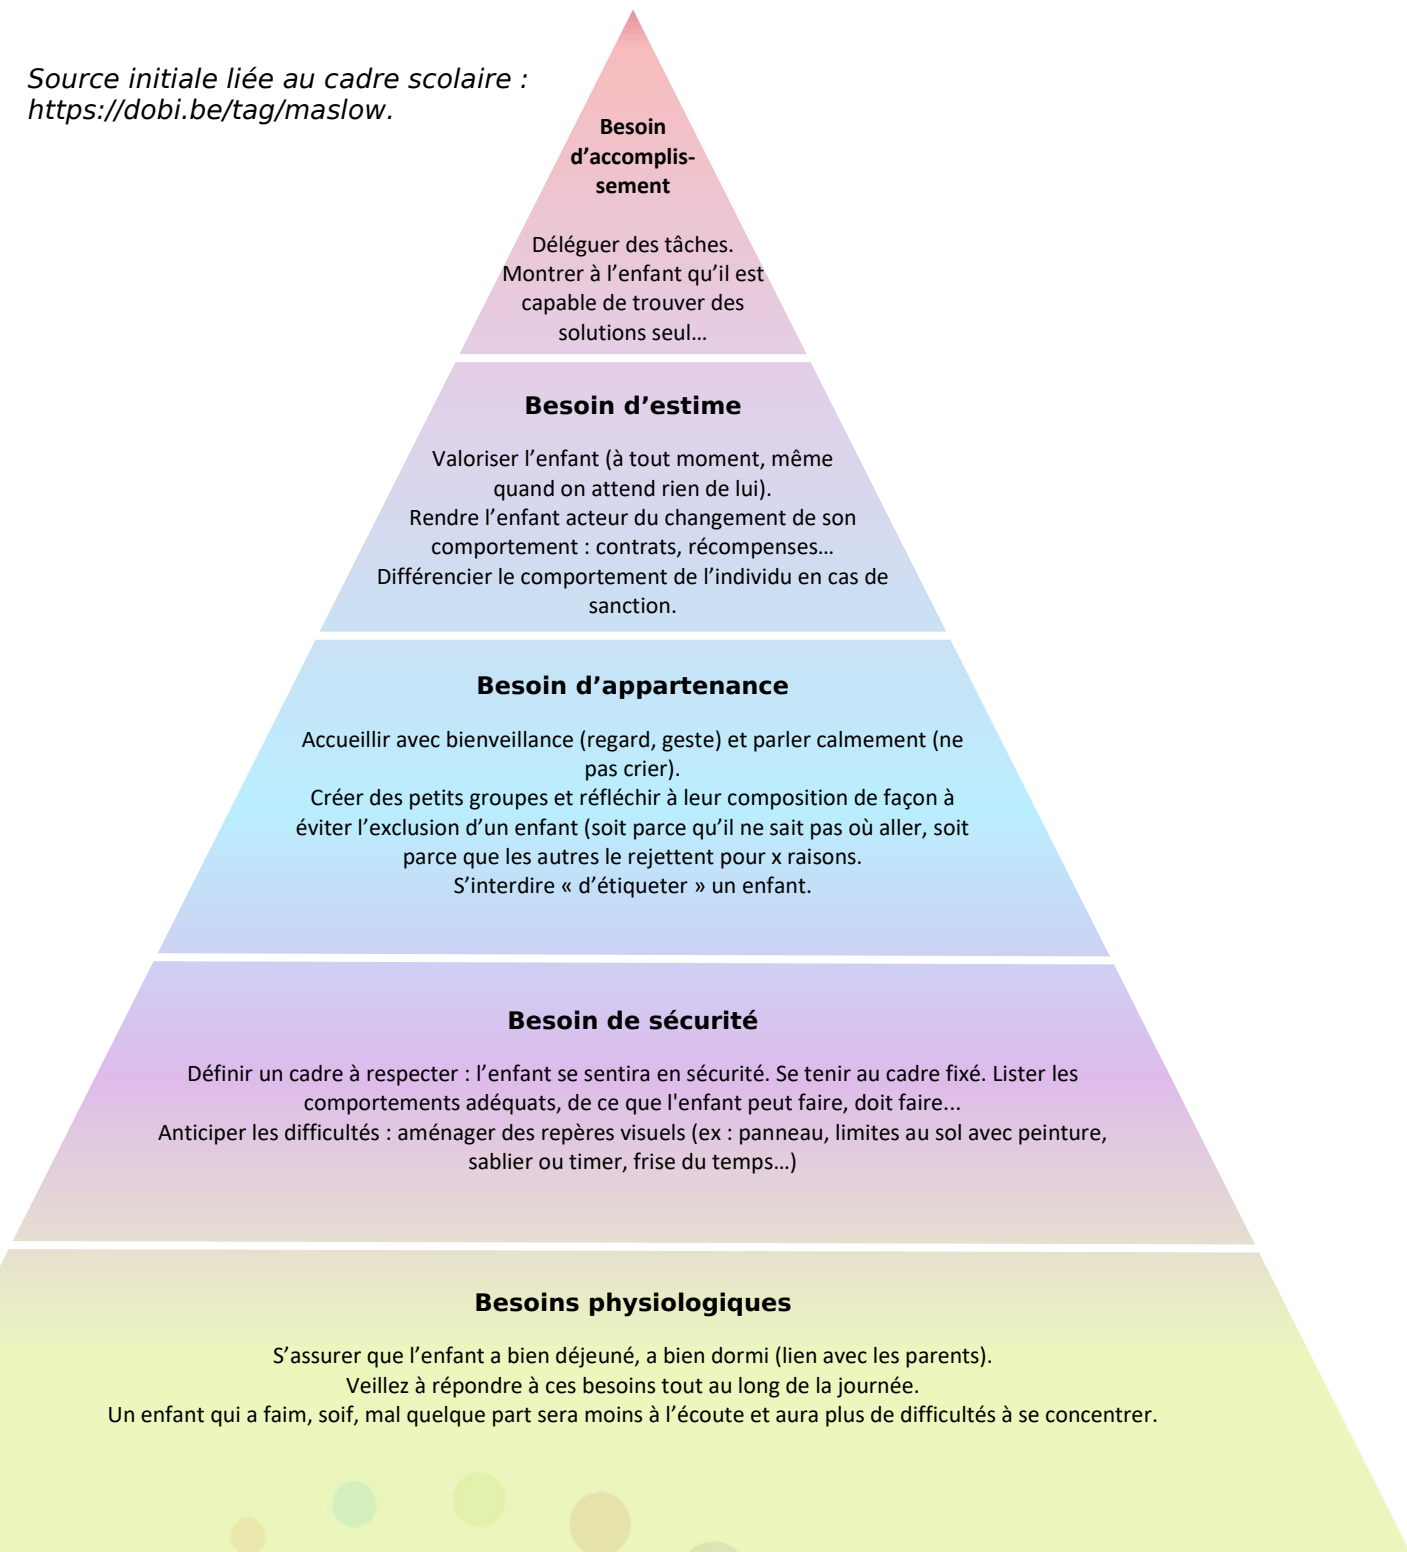 Source initiale liée au cadre scolaire :
https://dobi.be/tag/maslow.
Besoin
d’accomplis-
sement
Déléguer des tâches.
Montrer à l’enfant qu’il est
capable de trouver des
solutions seul…
Besoin d’estime
Valoriser l’enfant (à tout moment, même
quand on attend rien de lui).
Rendre l’enfant acteur du changement de son
comportement : contrats, récompenses…
Différencier le comportement de l’individu en cas de
sanction.
Besoin d’appartenance
Accueillir avec bienveillance (regard, geste) et parler calmement (ne
pas crier).
Créer des petits groupes et réfléchir à leur composition de façon à
éviter l’exclusion d’un enfant (soit parce qu’il ne sait pas où aller, soit
parce que les autres le rejettent pour x raisons.
S’interdire « d’étiqueter » un enfant.
Besoin de sécurité
Définir un cadre à respecter : l’enfant se sentira en sécurité. Se tenir au cadre fixé. Lister les
comportements adéquats, de ce que l'enfant peut faire, doit faire...
Anticiper les difficultés : aménager des repères visuels (ex : panneau, limites au sol avec peinture,
sablier ou timer, frise du temps…)
Besoins physiologiques
S’assurer que l’enfant a bien déjeuné, a bien dormi (lien avec les parents).
Veillez à répondre à ces besoins tout au long de la journée.
Un enfant qui a faim, soif, mal quelque part sera moins à l’écoute et aura plus de difficultés à se concentrer.